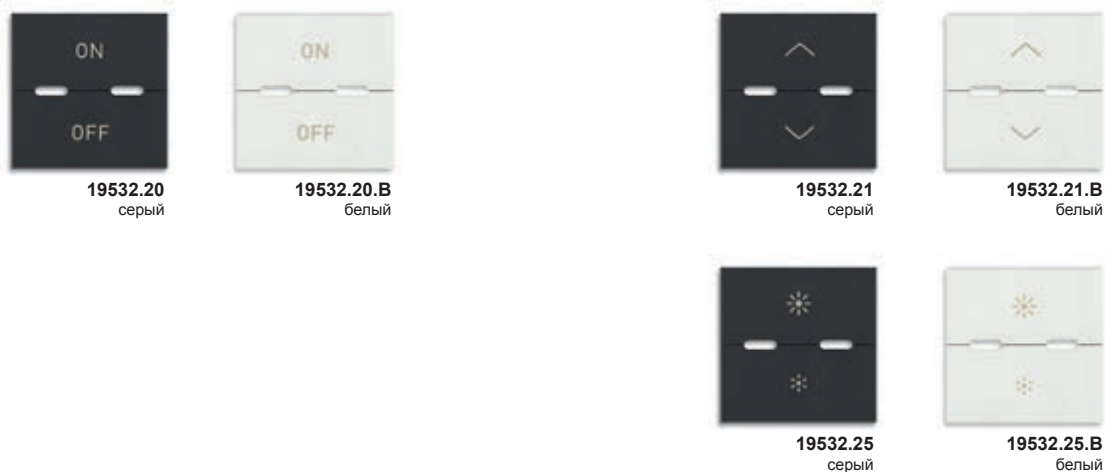 ON
OFF
ON
OFF
19532.20
серый
19532.20.B
белый
19532.21
серый
19532.21.B
белый
19532.25
серый
19532.25.B
белый